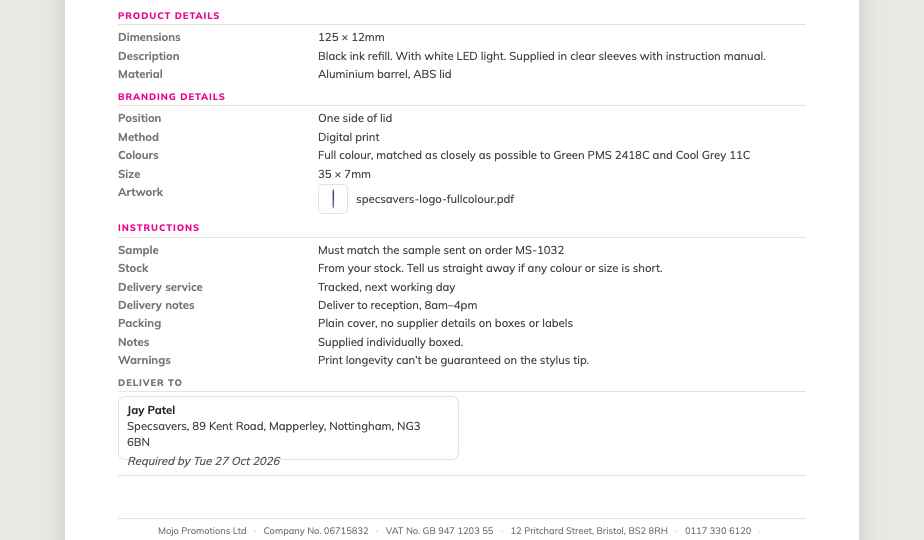 PRODUCT DETAILS
Dimensions 125 × 12mm
Description Black ink refill. With white LED light. Supplied in clear sleeves with instruction manual.
Material Aluminium barrel, ABS lid
BRANDING DETAILS
Position One side of lid
Method Digital print
Colours Full colour, matched as closely as possible to Green PMS 2418C and Cool Grey 11C
Size 35 × 7mm
Artwork specsavers-logo-fullcolour.pdf
INSTRUCTIONS
Sample Must match the sample sent on order MS-1032
Stock From your stock. Tell us straight away if any colour or size is short.
Delivery service Tracked, next working day
Delivery notes Deliver to reception, 8am–4pm
Packing Plain cover, no supplier details on boxes or labels
Notes Supplied individually boxed.
Warnings Print longevity can't be guaranteed on the stylus tip.
DELIVER TO
Jay Patel
Specsavers, 89 Kent Road, Mapperley, Nottingham, NG3
6BN
Required by Tue 27 Oct 2026
Mojo Promotions Ltd · Company No. 06715832 · VAT No. GB 947 1203 55 · 12 Pritchard Street, Bristol, BS2 8RH · 0117 330 6120 ·